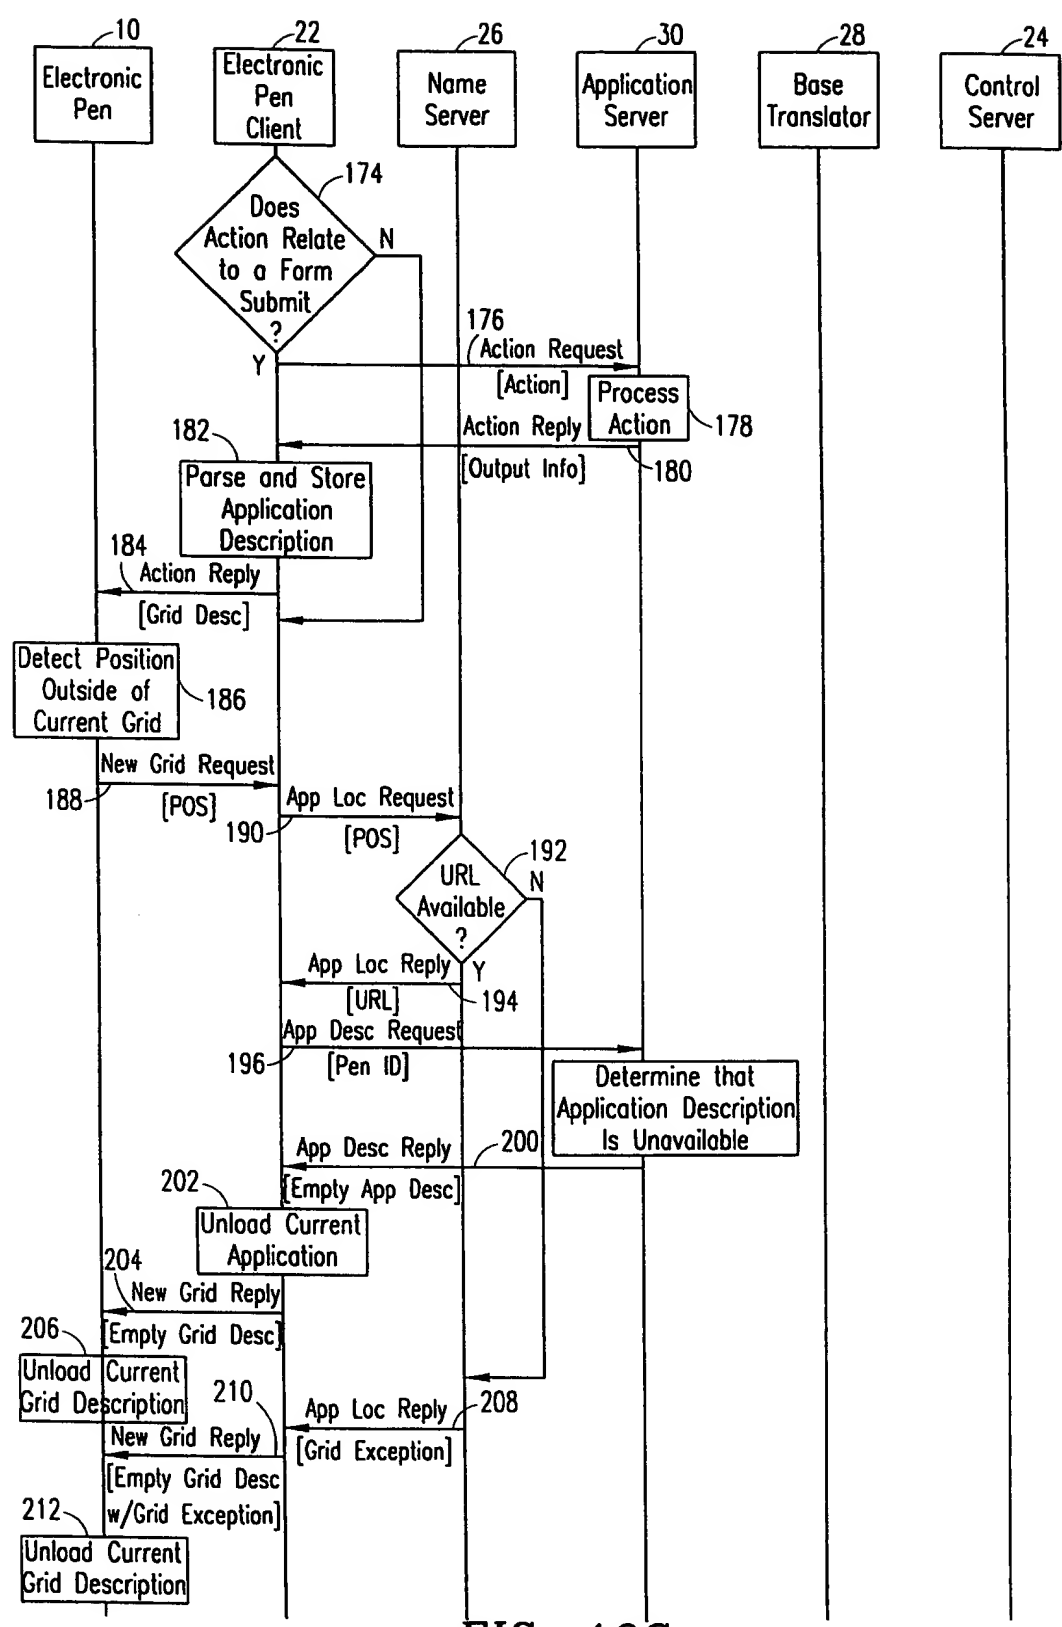 10
22
26
30
28
24
Electronic
Pen
Electronic
Pen
Client
Name
Server
Application
Server
Base
Translator
Control
Server
174
Does
Action Relate
to a Form
Submit
?
N
Y
176
Action Request
[Action]
Process
Action
178
Action Reply
[Output Info]
180
182
Parse and Store
Application
Description
184
Action Reply
[Grid Desc]
Detect Position
Outside of
Current Grid
186
New Grid Request
188
[POS]
App Loc Request
190
[POS]
192
URL
Available
?
N
Y
App Loc Reply
[URL]
194
App Desc Request
196
[Pen ID]
Determine that
Application Description
Is Unavailable
App Desc Reply
200
[Empty App Desc]
202
Unload Current
Application
204
New Grid Reply
[Empty Grid Desc]
206
Unload Current
Grid Description
App Loc Reply
208
[Grid Exception]
210
New Grid Reply
[Empty Grid Desc
w/Grid Exception]
212
Unload Current
Grid Description